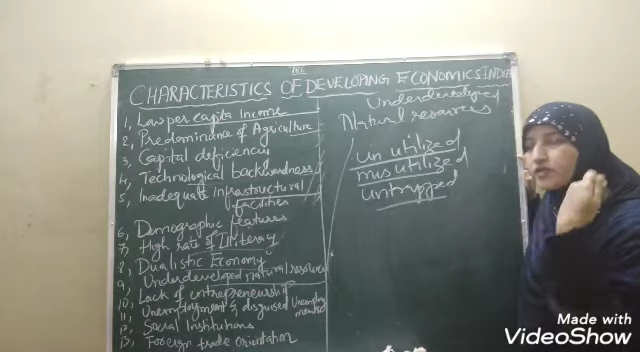 CHARACTERISTICS OF DEVELOPING ECONOMICS INDIA
1, Low per capita Income
2, Predominance of Agriculture
3, Capital deficiency
4, Technological backwardness
5, Inadequate infrastructural
facilities
6, Demographic features
7, High rate of Illiteracy
8, Dualistic Economy
9, Underdeveloped natural resources
10, Lack of entrepreneurship
11, Unemployment & disguised Unemployment
12, Social Institutions
13, Foreign trade orientation
Underdeveloped
Natural resources
un utilized
mis utilized
untrapped
Made with
VideoShow